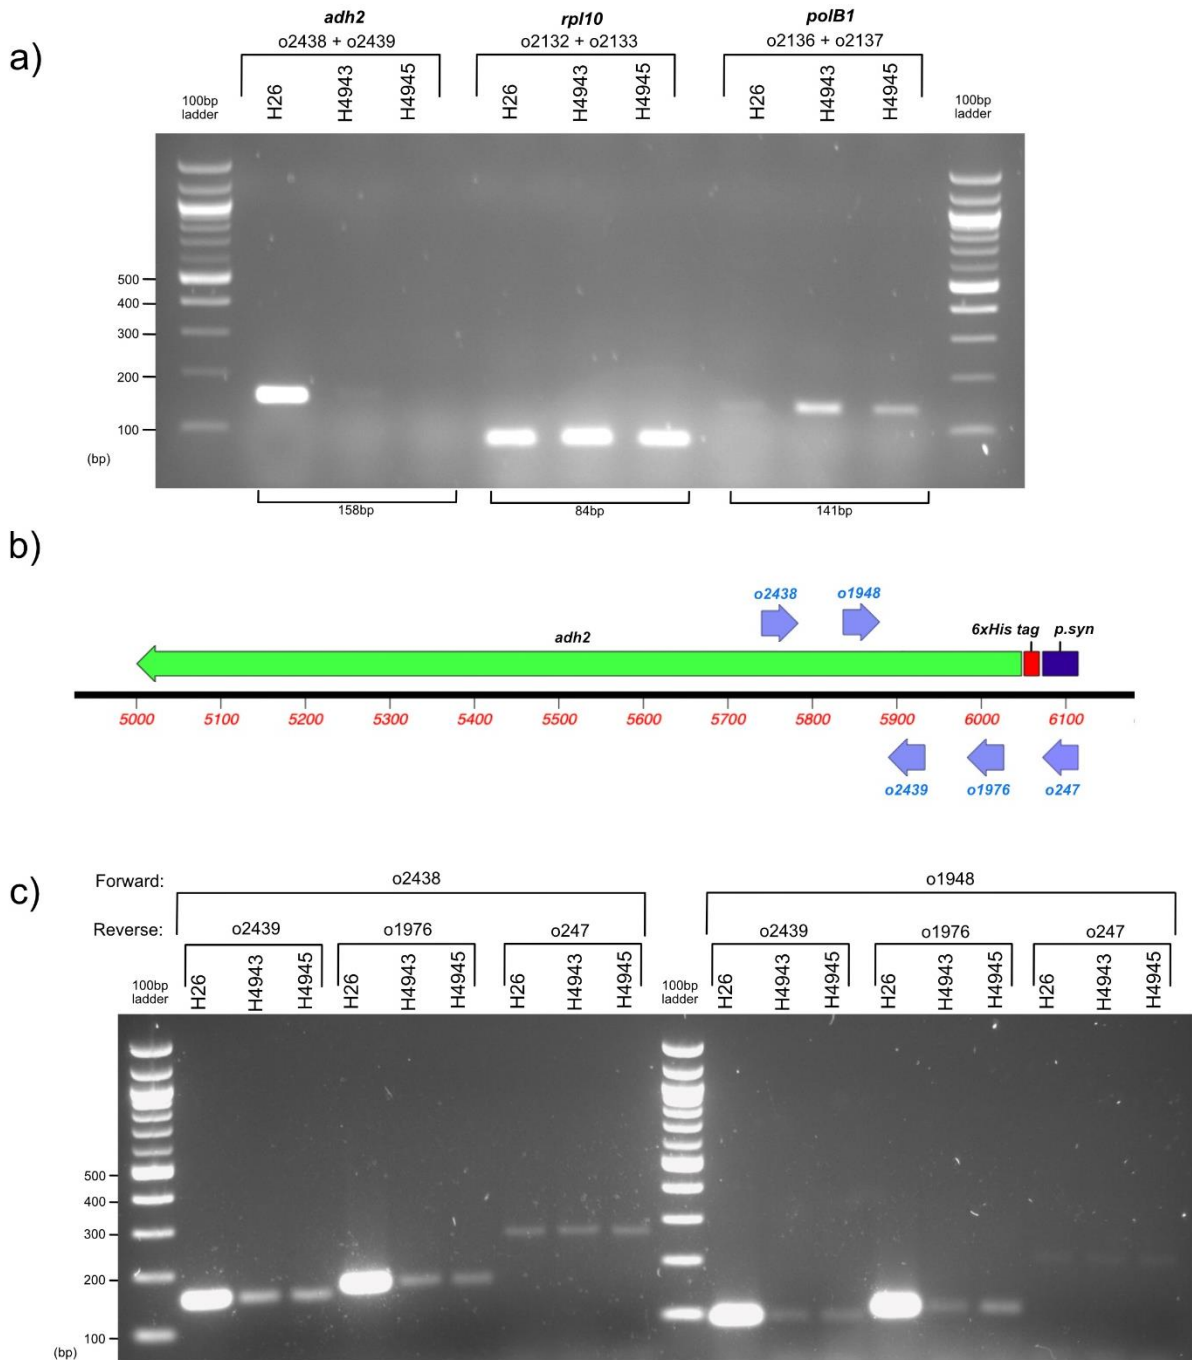 a)
adh2 rpl10 polB1
o2438 + o2439 o2132 + o2133 o2136 + o2137
100bp ladder H26 H4943 H4945 H26 H4943 H4945 H26 H4943 H4945 100bp ladder
500
400
300
200
100
(bp)
158bp 84bp 141bp
b)
o2438 o1948
adh2 6xHis tag p.syn
5000 5100 5200 5300 5400 5500 5600 5700 5800 5900 6000 6100
o2439 o1976 o247
c)
Forward: o2438 o1948
Reverse: o2439 o1976 o247 o2439 o1976 o247
100bp ladder H26 H4943 H4945 H26 H4943 H4945 H26 H4943 H4945 100bp ladder H26 H4943 H4945 H26 H4943 H4945 H26 H4943 H4945
500
400
300
200
100
(bp)